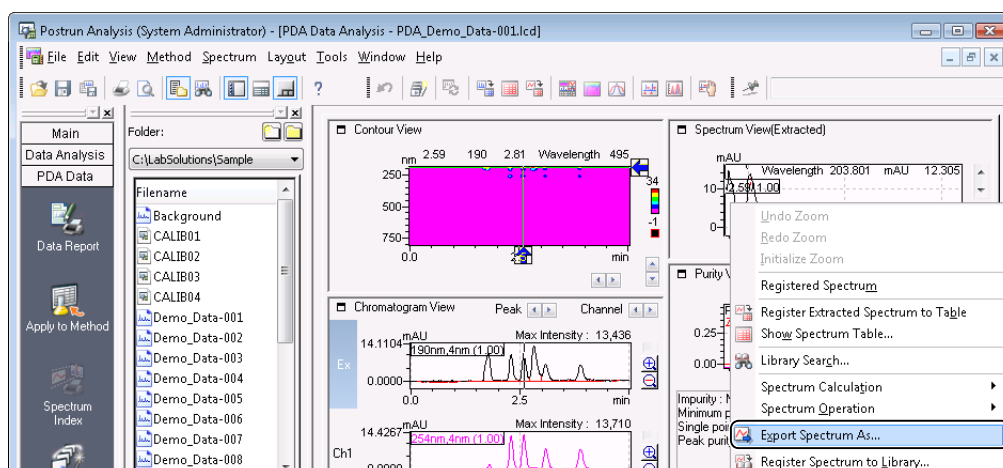 Postrun Analysis (System Administrator) - [PDA Data Analysis - PDA_Demo_Data-001.lcd]
File Edit View Method Spectrum Layout Tools Window Help
Main
Data Analysis
PDA Data
Data Report
Apply to Method
Spectrum
Index
Folder:
C:\LabSolutions\Sample
Filename
Background
CALIB01
CALIB02
CALIB03
CALIB04
Demo_Data-001
Demo_Data-002
Demo_Data-003
Demo_Data-004
Demo_Data-005
Demo_Data-006
Demo_Data-007
Demo_Data-008
Contour View
nm 2.59 190 2.81 Wavelength 495
250
500
750
0.0 min
34
-1
Chromatogram View Peak Channel
Ex
mAU Max Intensity : 13,436
14.1104
190nm,4nm (1.00)
0.0000
0.0 2.5 min
Ch1
mAU Max Intensity : 13,710
14.4267
254nm,4nm (1.00)
0.0000
Spectrum View(Extracted)
mAU
Wavelength 203.801 mAU 12.305
10
2.59/1.00
0
Purity V
0.25
0.00
Impurity : N
Minimum p
Single poin
Peak purit
Undo Zoom
Redo Zoom
Initialize Zoom
Registered Spectrum
Register Extracted Spectrum to Table
Show Spectrum Table...
Library Search...
Spectrum Calculation
Spectrum Operation
Export Spectrum As...
Register Spectrum to Library...